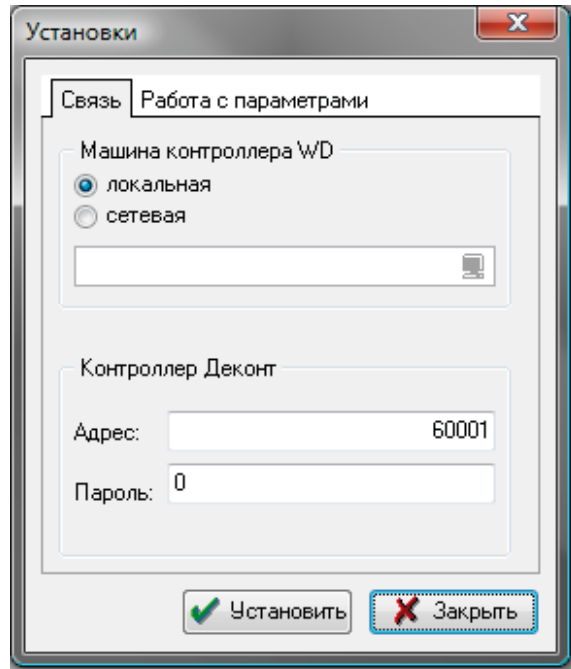 Установки
Связь Работа с параметрами
Машина контроллера WD
локальная
сетевая
Контроллер Деконт
Адрес: 60001
Пароль: 0
Установить Закрыть